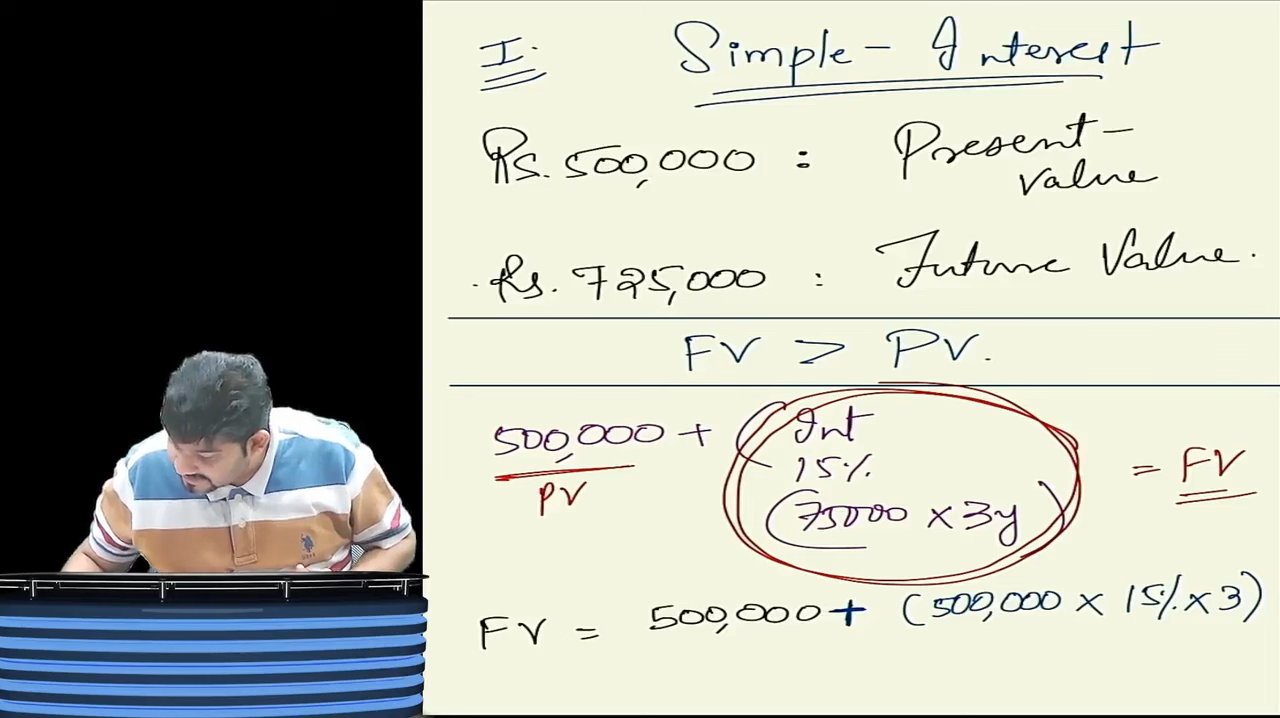 I. Simple-Interest
Rs. 500,000 : Present-
value
Rs. 725,000 : Future Value.
FV > PV.
500,000 + ( Int
15%
(75000 × 3y )
= FV
PV
FV = 500,000 + (500,000 × 15% × 3)